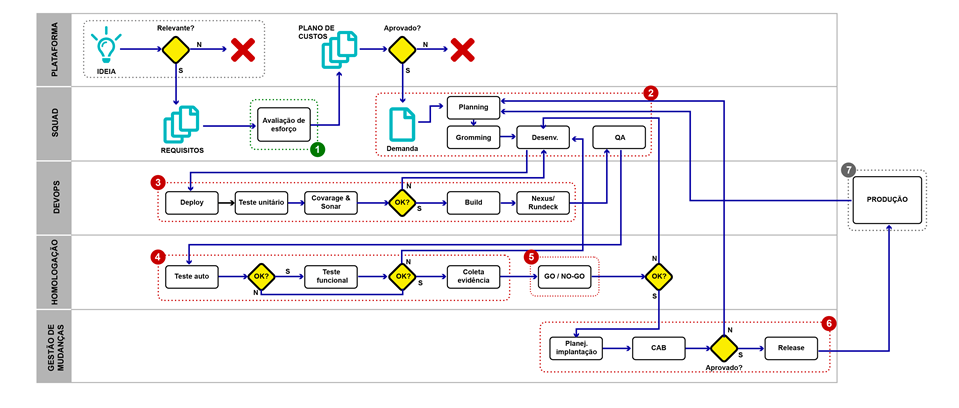 PLATAFORMA
IDEIA
Relevante?
N
S
PLANO DE
CUSTOS
Aprovado?
N
S
SQUAD
REQUISITOS
Avaliação de
esforço
1
2
Demanda
Planning
Gromming
Desenv.
QA
DEVOPS
3
Deploy
Teste unitário
Covarage &
Sonar
OK?
N
S
Build
Nexus/
Rundeck
7
PRODUÇÃO
HOMOLOGAÇÃO
4
Teste auto
OK?
S
N
Teste
funcional
OK?
N
S
Coleta
evidência
5
GO / NO-GO
OK?
N
S
GESTÃO DE
MUDANÇAS
6
Planej.
implantação
CAB
N
S
Aprovado?
Release